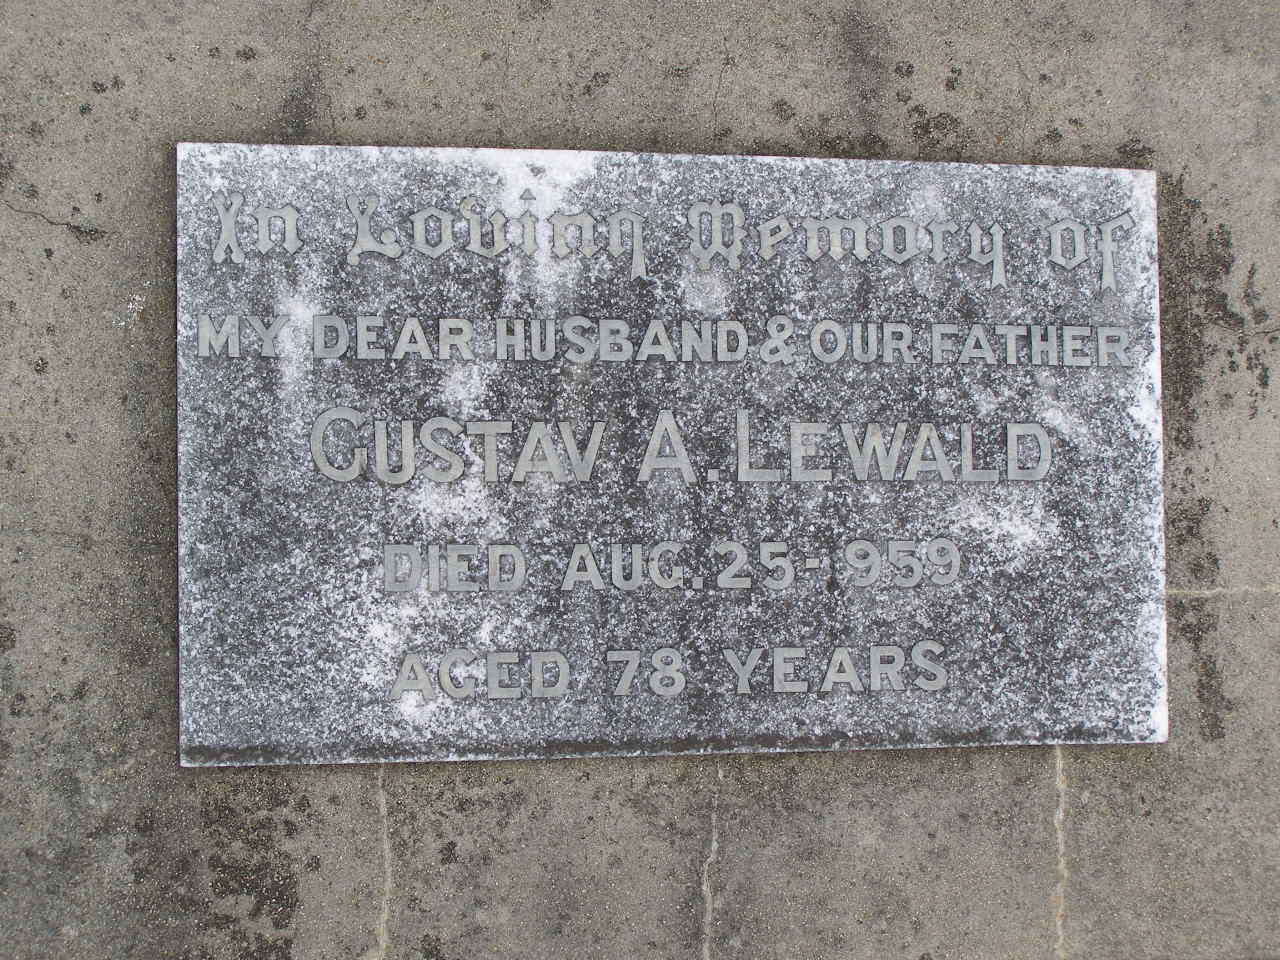 In Loving Memory of
MY DEAR HUSBAND & OUR FATHER
GUSTAV A. LEWALD
DIED AUG. 25-959
AGED 78 YEARS